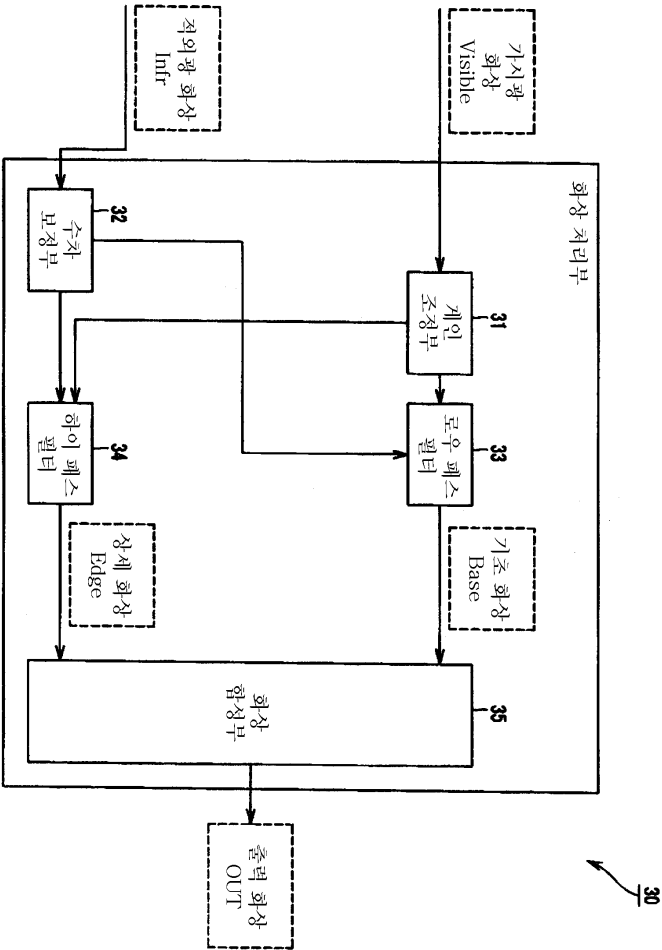 30
화상 처리부
가시광
화상
Visible
31
게인
조정부
33
로우 패스
필터
기초 화상
Base
35
화상
합성부
출력 화상
OUT
적외광 화상
Infr
32
수차
보정부
34
하이 패스
필터
상세 화상
Edge